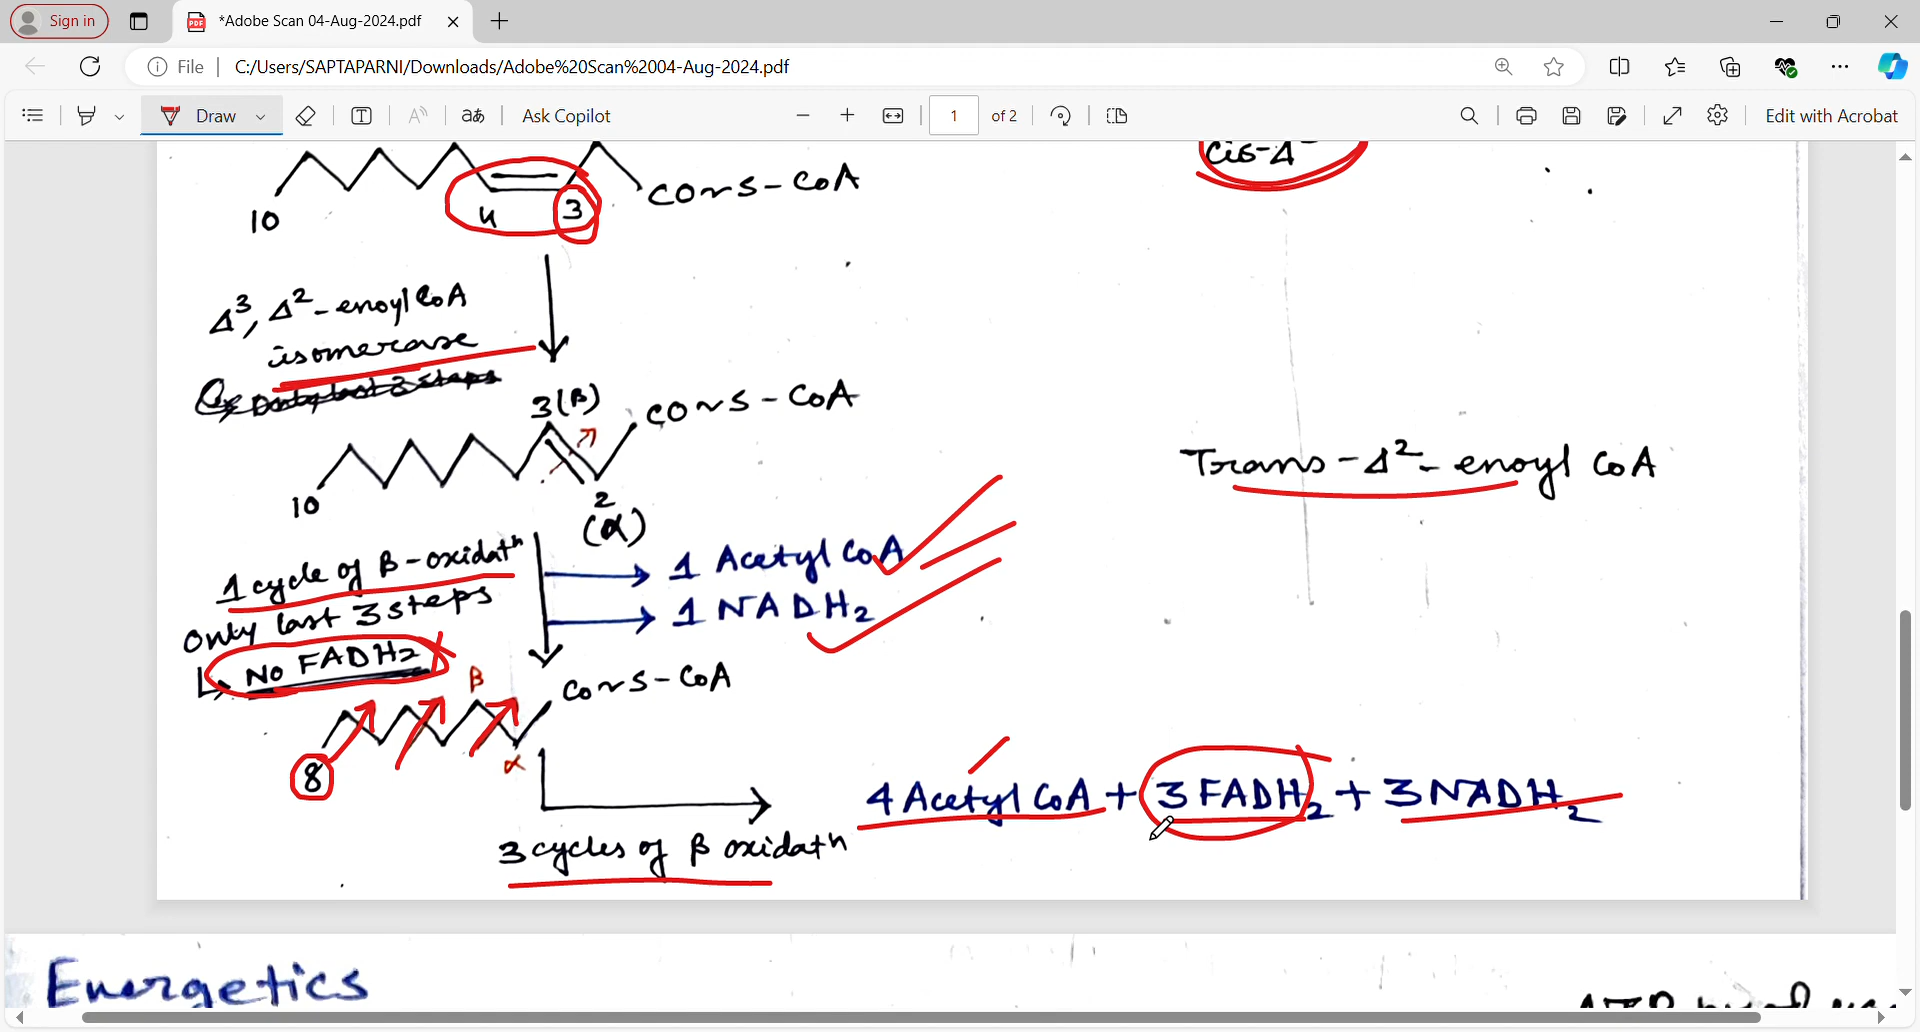 Sign in
*Adobe Scan 04-Aug-2024.pdf
File
C:/Users/SAPTAPARNI/Downloads/Adobe%20Scan%2004-Aug-2024.pdf
Draw
Ask Copilot
1 of 2
Edit with Acrobat
10 4 3 CO~S-CoA
Cis-Δ
Δ3, Δ2-enoyl CoA
isomerase
only last 3 steps
3(β) CO~S-CoA
10
2
(α)
Trans-Δ2-enoyl CoA
1 cycle of β-oxidatn
1 Acetyl CoA
only last 3 steps
1 NADH2
No FADH2
β CO~S-CoA
8 α
4 Acetyl CoA + 3 FADH2 + 3 NADH2
3 cycles of β oxidatn
Energetics